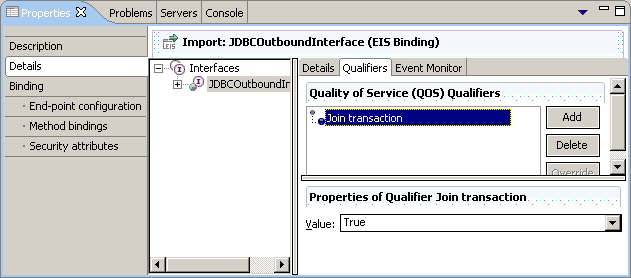 Properties
Problems
Servers
Console
Description
Details
Binding
End-point configuration
Method bindings
Security attributes
EIS
Import: JDBCOutboundInterface (EIS Binding)
Interfaces
JDBCOutboundIn
Details
Qualifiers
Event Monitor
Quality of Service (QOS) Qualifiers
Join transaction
Add
Delete
Override
Properties of Qualifier Join transaction
Value:
True